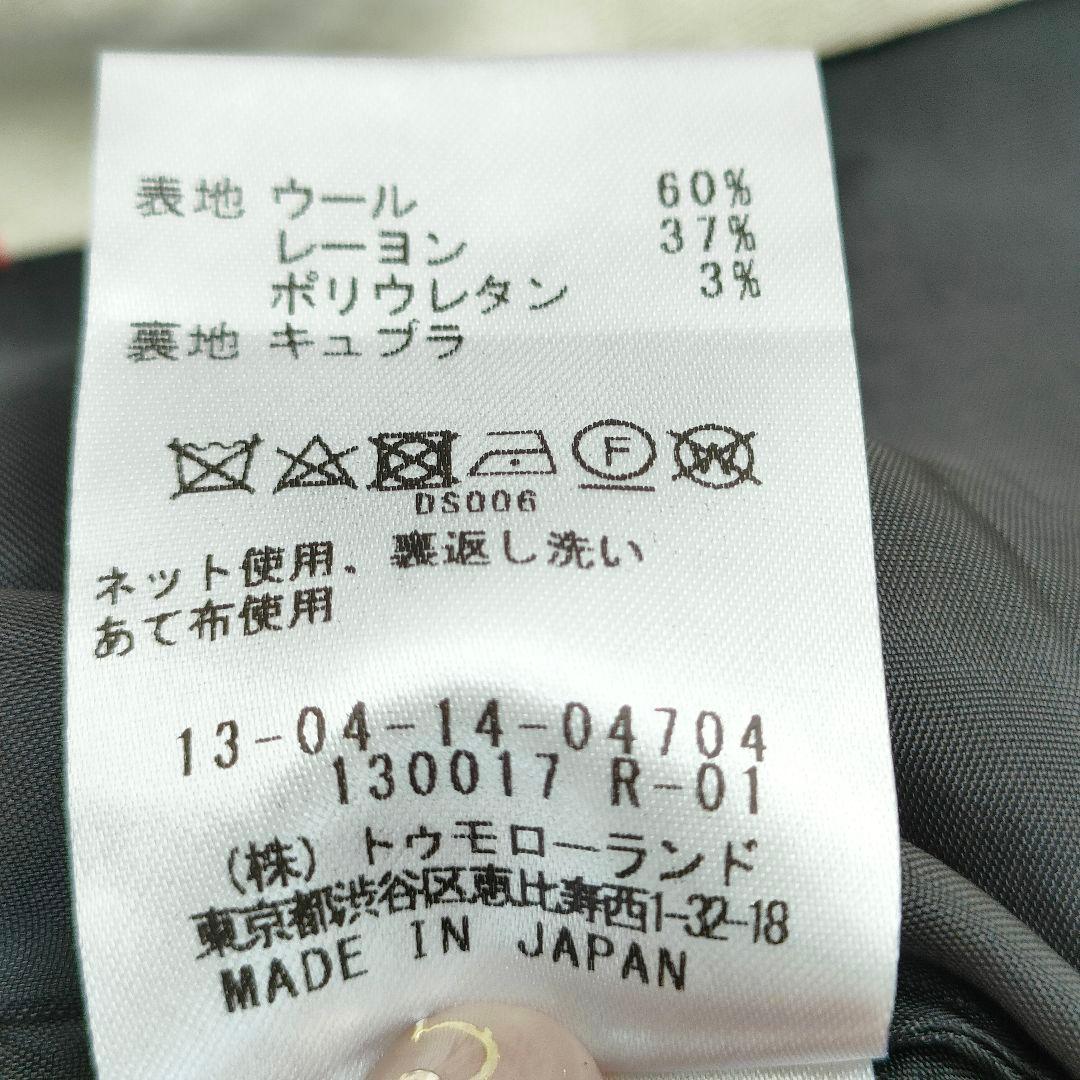 表地 ウール 60%
レーヨン 37%
ポリウレタン 3%
裏地 キュプラ
F W
DS006
ネット使用、裏返し洗い
あて布使用
13-04-14-04704
130017 R-01
(株) トゥモローランド
東京都渋谷区恵比寿西1-32-18
MADE IN JAPAN